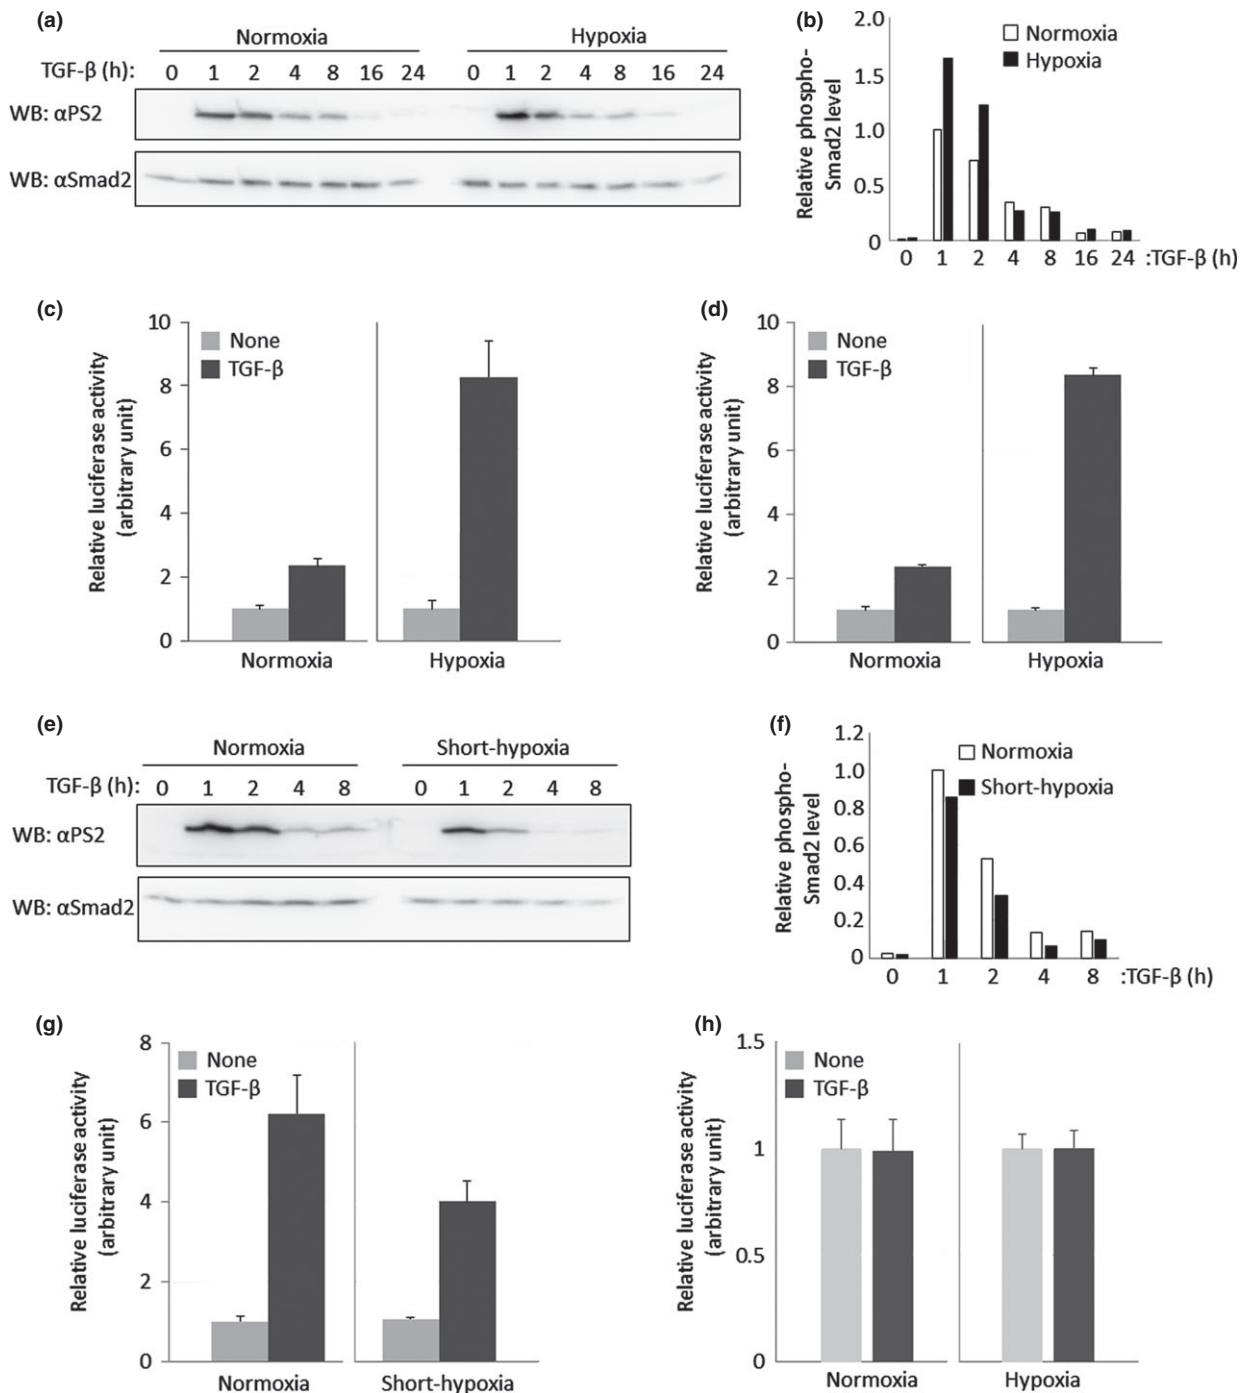 (a)
Normoxia Hypoxia
TGF-β (h): 0 1 2 4 8 16 24 0 1 2 4 8 16 24
WB: αPS2
WB: αSmad2
(b)
Relative phospho-
Smad2 level
2.0
1.5
1.0
0.5
0
Normoxia
Hypoxia
0 1 2 4 8 16 24 :TGF-β (h)
(c)
Relative luciferase activity
(arbitrary unit)
10
8
6
4
2
0
None
TGF-β
Normoxia Hypoxia
(d)
Relative luciferase activity
(arbitrary unit)
10
8
6
4
2
0
None
TGF-β
Normoxia Hypoxia
(e)
Normoxia Short-hypoxia
TGF-β (h): 0 1 2 4 8 0 1 2 4 8
WB: αPS2
WB: αSmad2
(f)
Relative phospho-
Smad2 level
1.2
1.0
0.8
0.6
0.4
0.2
0
Normoxia
Short-hypoxia
0 1 2 4 8 :TGF-β (h)
(g)
Relative luciferase activity
(arbitrary unit)
8
6
4
2
0
None
TGF-β
Normoxia Short-hypoxia
(h)
Relative luciferase activity
(arbitrary unit)
1.5
1
0.5
0
None
TGF-β
Normoxia Hypoxia